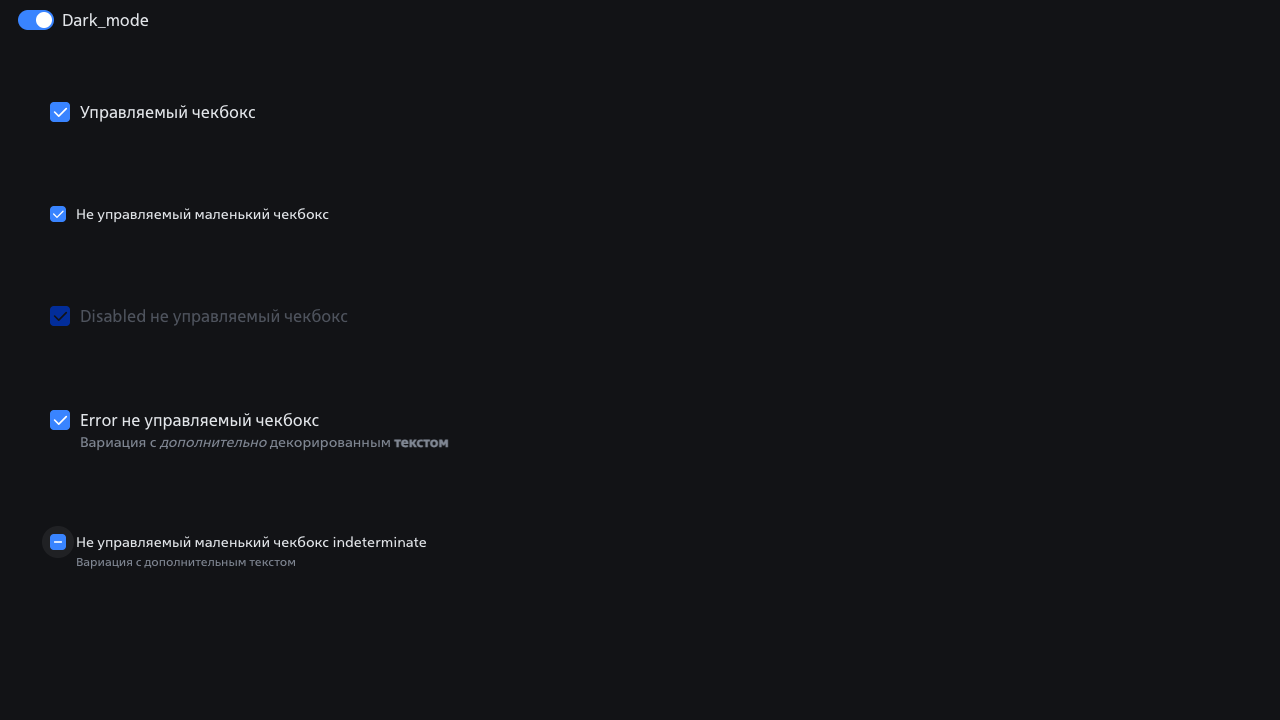 Dark_mode
Управляемый чекбокс
Не управляемый маленький чекбокс
Disabled не управляемый чекбокс
Error не управляемый чекбокс
Вариация с дополнительно декорированным текстом
Не управляемый маленький чекбокс indeterminate
Вариация с дополнительным текстом